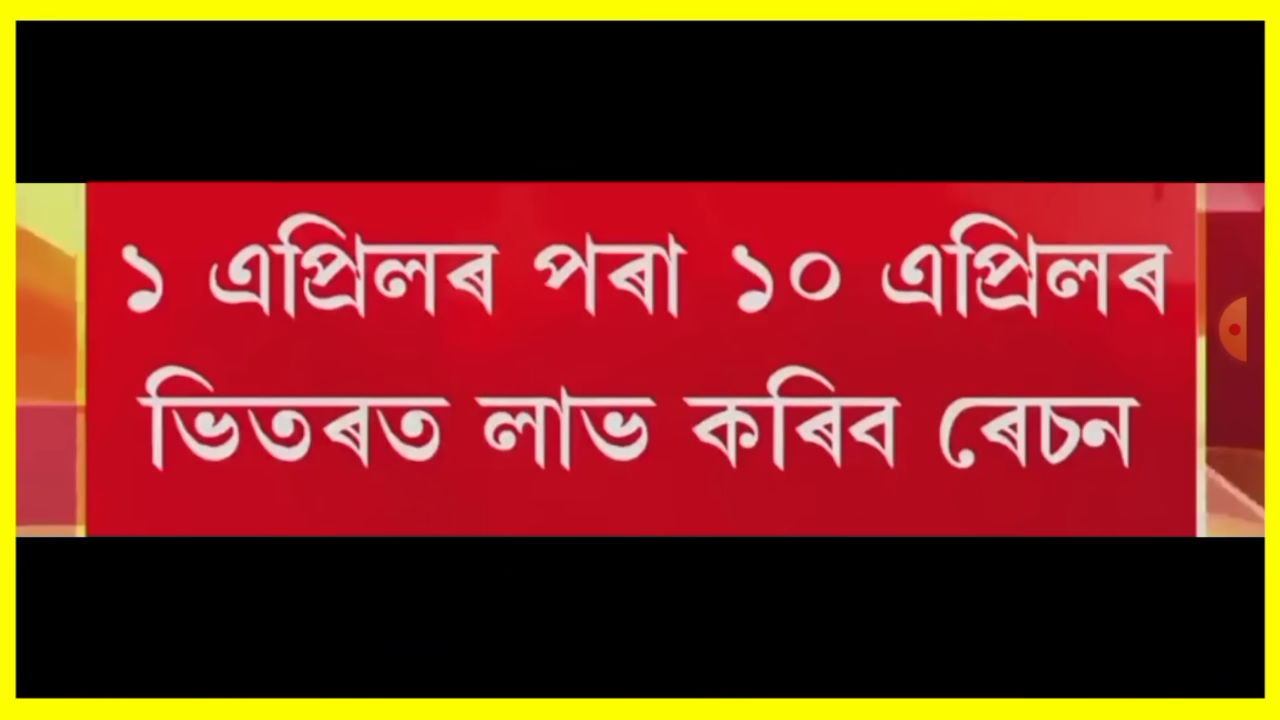 ১ এপ্ৰিলৰ পৰা ১০ এপ্ৰিলৰ
ভিতৰত লাভ কৰিব ৰেচন